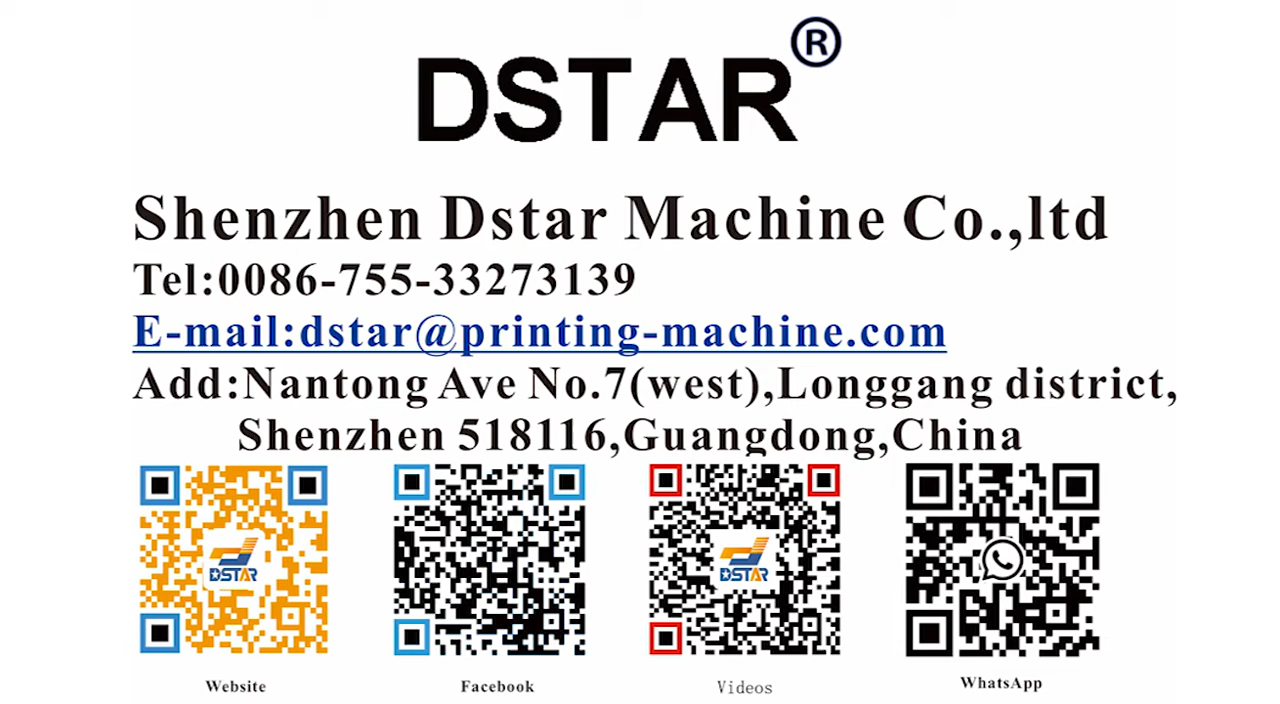 DSTAR®
Shenzhen Dstar Machine Co.,ltd
Tel:0086-755-33273139
E-mail:dstar@printing-machine.com
Add:Nantong Ave No.7(west),Longgang district,
Shenzhen 518116,Guangdong,China
DSTAR
DSTAR
Website
Facebook
Videos
WhatsApp